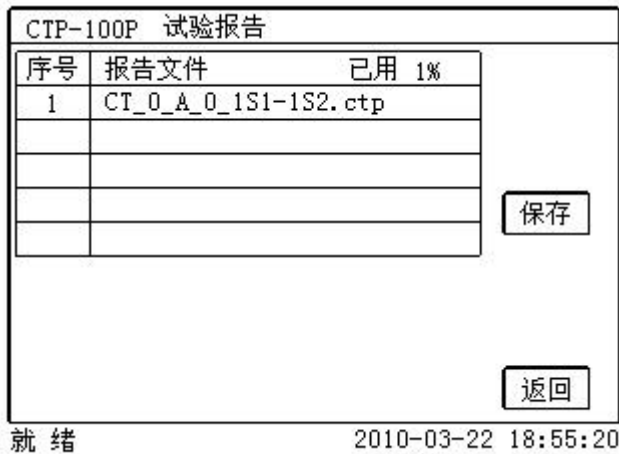 CTP-100P 试验报告
序号 报告文件 已用 1%
1 CT_0_A_0_1S1-1S2.ctp
保存
返回
就 绪 2010-03-22 18:55:20